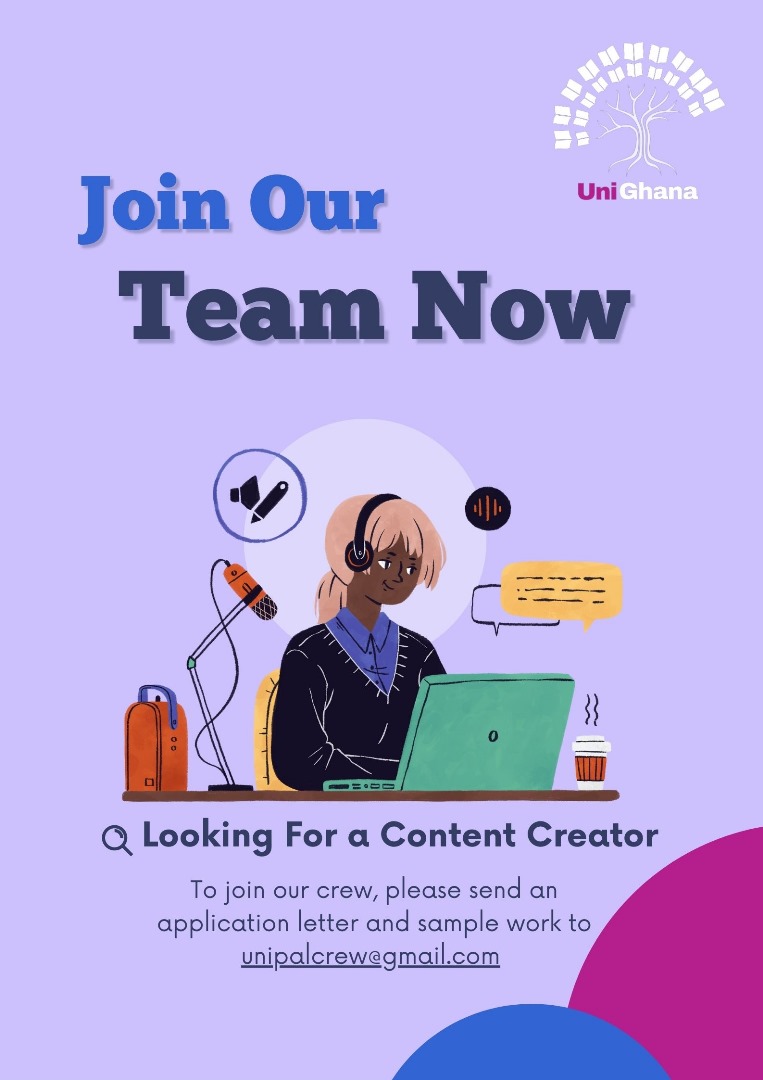 UniGhana
Join Our
Team Now
Looking For a Content Creator
To join our crew, please send an
application letter and sample work to
unipalcrew@gmail.com